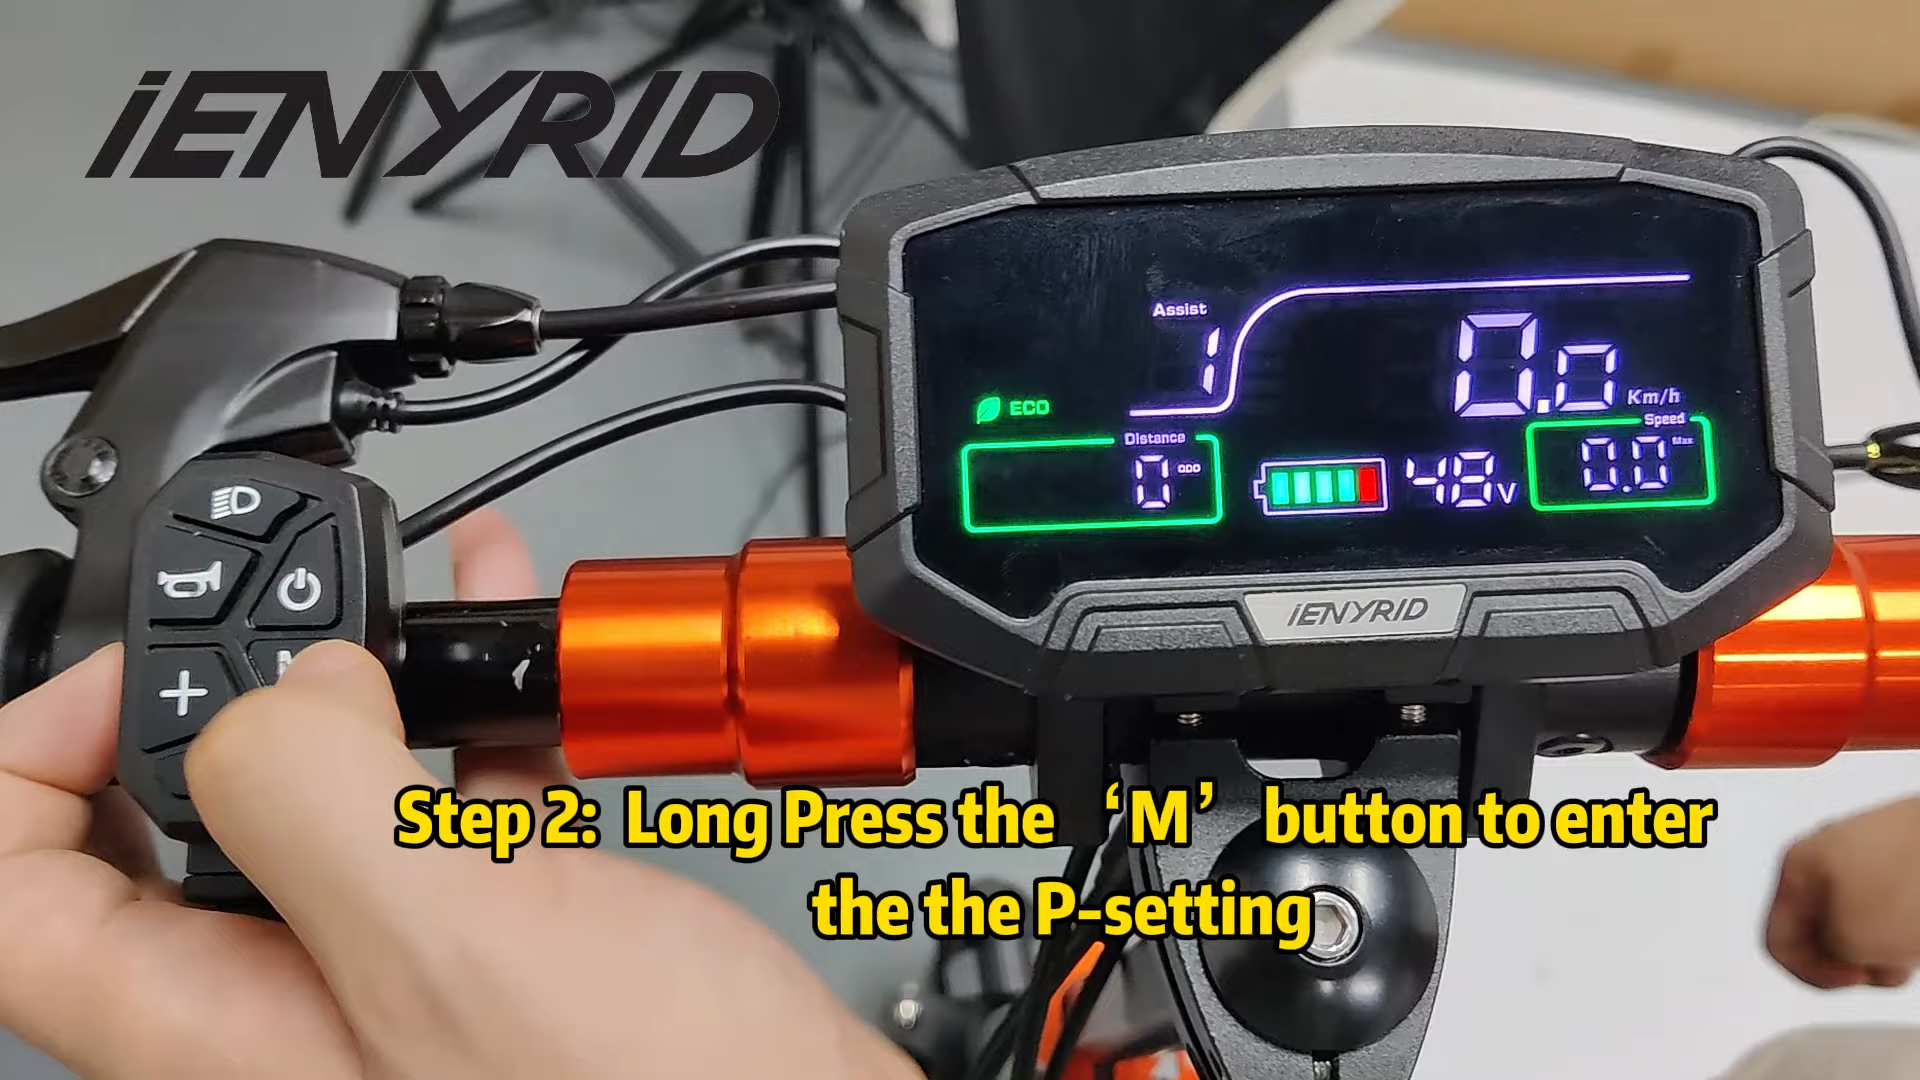 iENYRID
Assist
1
0.0
Km/h
ECO
Distance
0 ODO
48V
Speed
0.0 Max
iENYRID
M
Step 2: Long Press the ‘M’ button to enter
the the P-setting